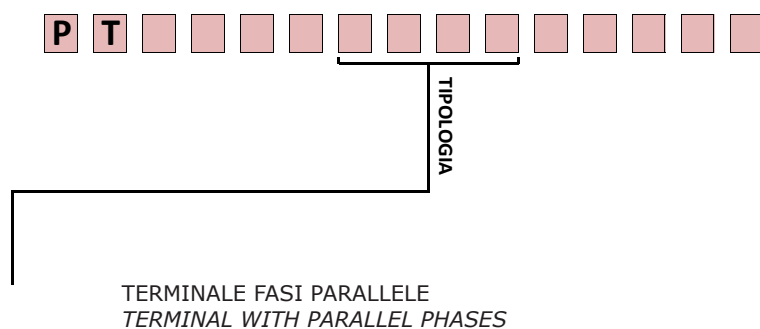 P T
TIPOLOGIA
TERMINALE FASI PARALLELE
TERMINAL WITH PARALLEL PHASES